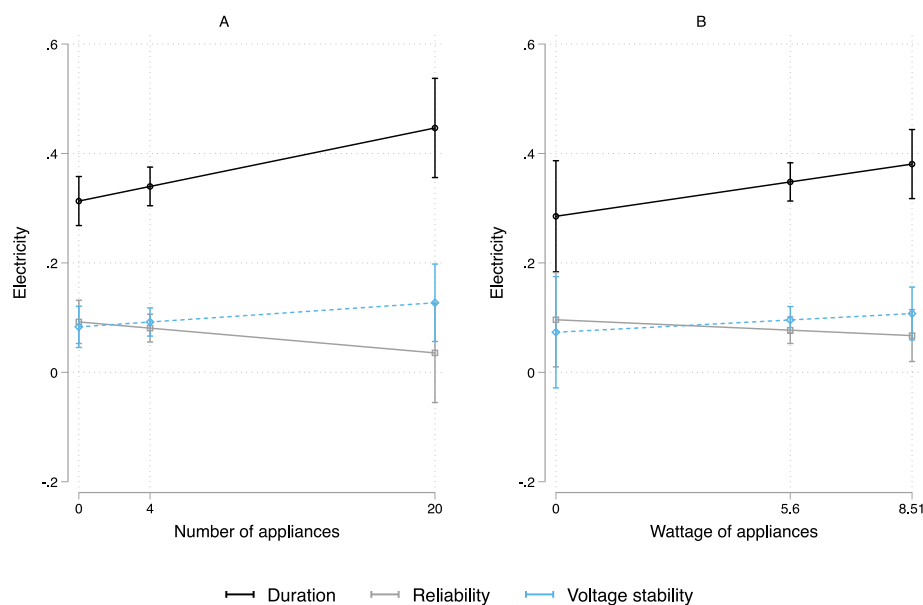 A
Electricity
.6
.4
.2
0
-.2
0
4
20
Number of appliances
B
Electricity
.6
.4
.2
0
-.2
0
5.6
8.51
Wattage of appliances
Duration
Reliability
Voltage stability